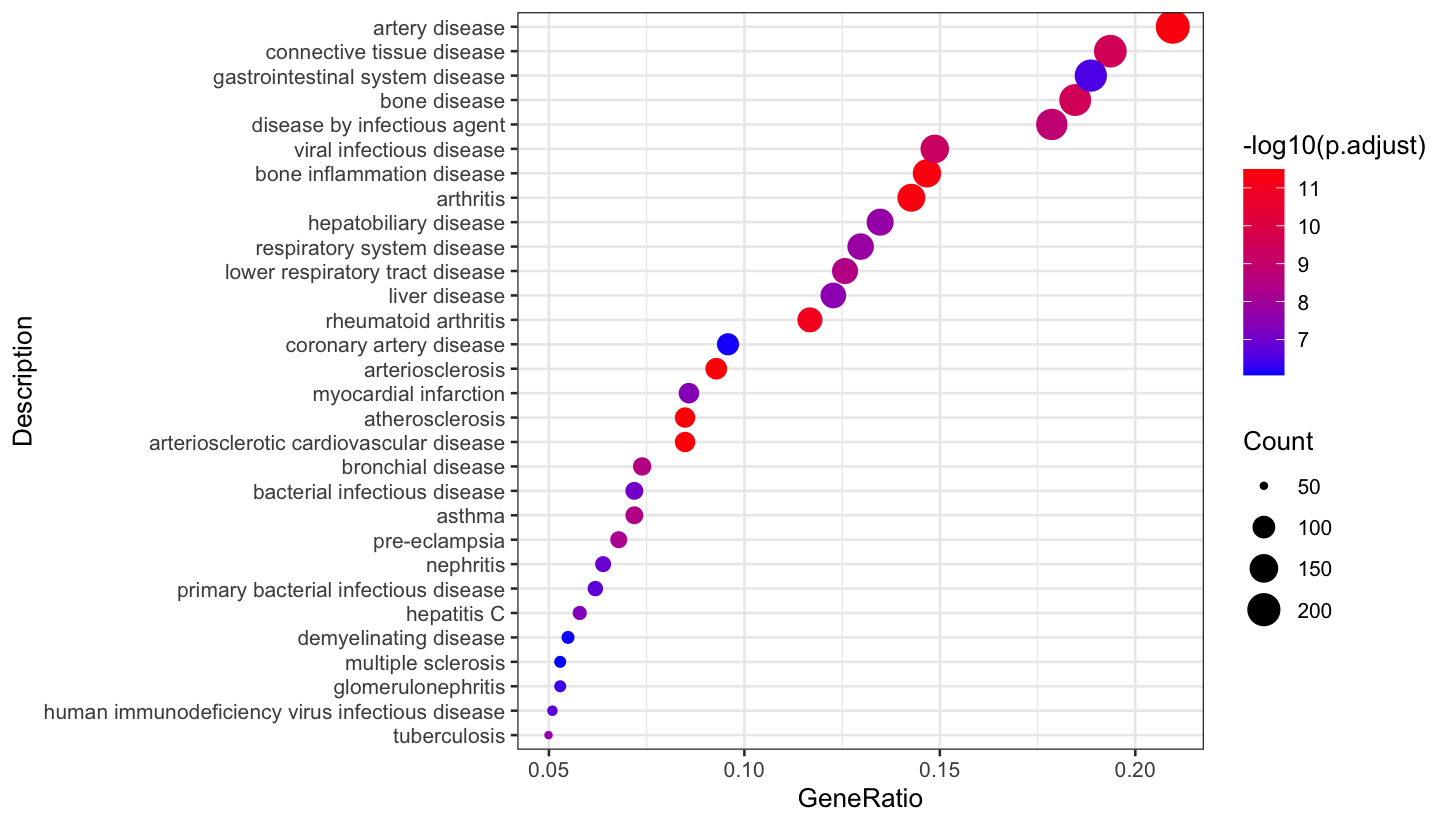 artery disease
connective tissue disease
gastrointestinal system disease
bone disease
disease by infectious agent
viral infectious disease
bone inflammation disease
arthritis
hepatobiliary disease
respiratory system disease
lower respiratory tract disease
liver disease
rheumatoid arthritis
coronary artery disease
arteriosclerosis
myocardial infarction
atherosclerosis
arteriosclerotic cardiovascular disease
bronchial disease
bacterial infectious disease
asthma
pre-eclampsia
nephritis
primary bacterial infectious disease
hepatitis C
demyelinating disease
multiple sclerosis
glomerulonephritis
human immunodeficiency virus infectious disease
tuberculosis
Description
0.05 0.10 0.15 0.20
GeneRatio
-log10(p.adjust)
11
10
9
8
7
Count
50
100
150
200